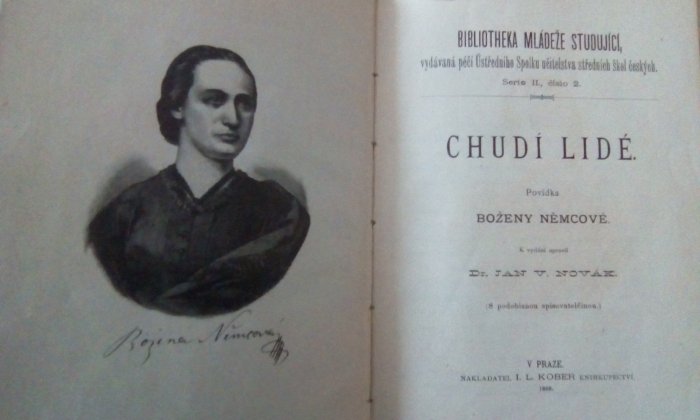 Božena Němcová
BIBLIOTHEKA MLÁDEŽE STUDUJÍCÍ,
vydávaná péčí Ústředního Spolku učitelstva středních škol českých.
Serie II., číslo 2.
CHUDÍ LIDÉ.
Povídka
BOŽENY NĚMCOVÉ.
K vydání upravil
Dr. JAN V. NOVÁK.
(S podobiznou spisovatelčinou.)
V PRAZE.
NAKLADATEL I. L. KOBER KNIHKUPECTVÍ.